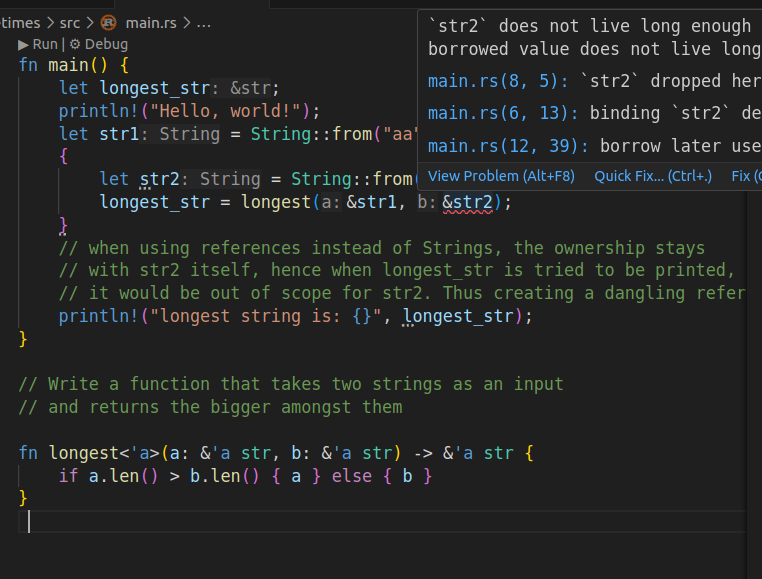 etimes > src > main.rs > ...
▶ Run | ⚙ Debug
fn main() {
let longest_str: &str;
println!("Hello, world!");
let str1: String = String::from("aa"
{
let str2: String = String::from(
longest_str = longest(a: &str1, b: &str2);
}
// when using references instead of Strings, the ownership stays
// with str2 itself, hence when longest_str is tried to be printed,
// it would be out of scope for str2. Thus creating a dangling refer
println!("longest string is: {}", longest_str);
}
// Write a function that takes two strings as an input
// and returns the bigger amongst them
fn longest<'a>(a: &'a str, b: &'a str) -> &'a str {
if a.len() > b.len() { a } else { b }
}
`str2` does not live long enough
borrowed value does not live long
main.rs(8, 5): `str2` dropped her
main.rs(6, 13): binding `str2` de
main.rs(12, 39): borrow later use
View Problem (Alt+F8) Quick Fix... (Ctrl+.) Fix (